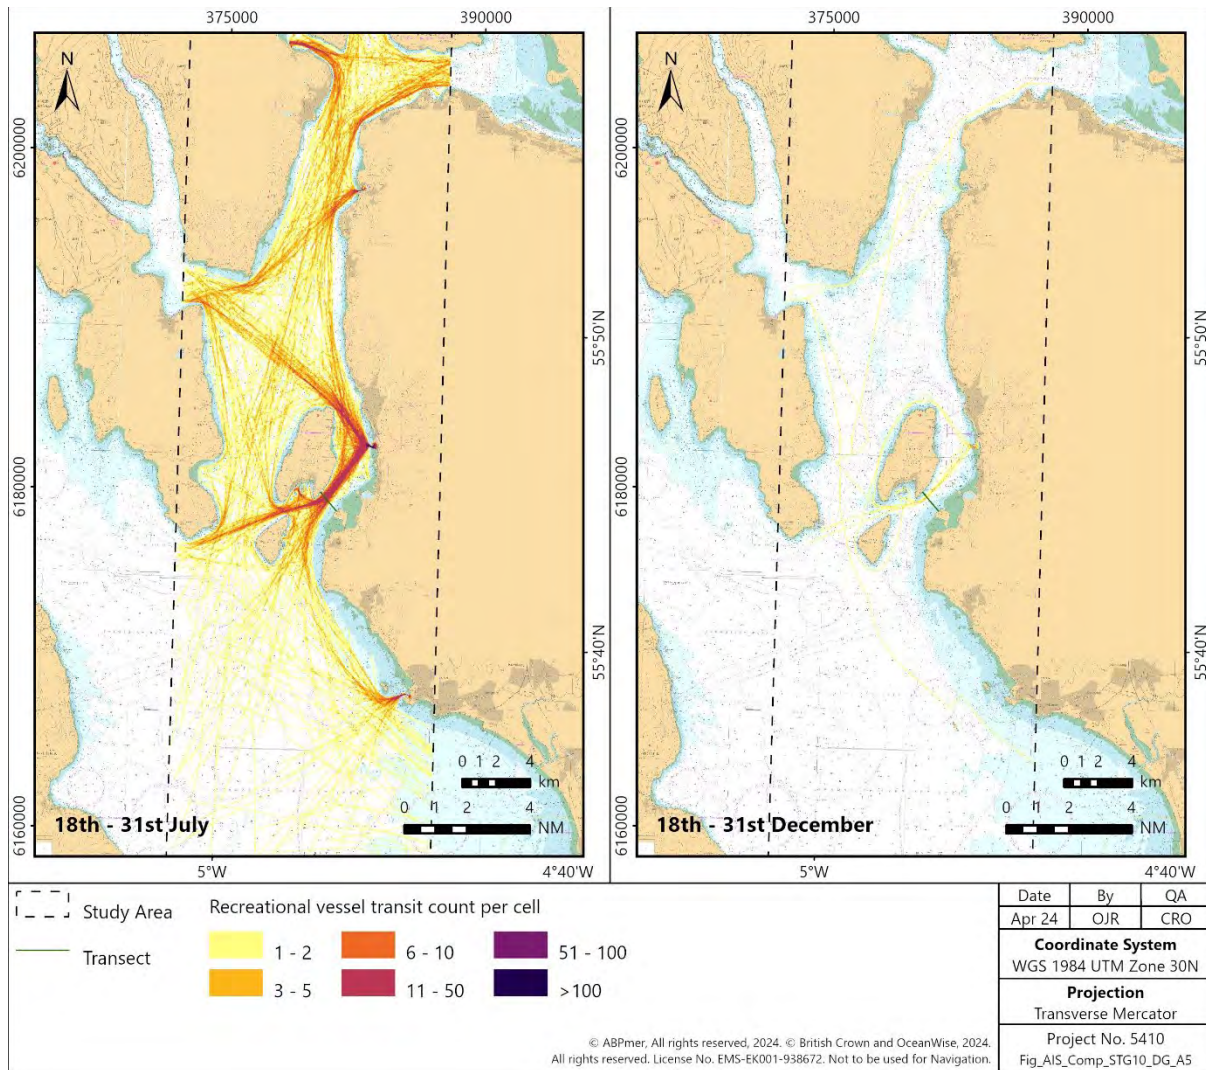 375000
390000
375000
390000
N
N
6200000
6200000
55°50'N
55°50'N
6180000
6180000
55°40'N
55°40'N
0 1 2 4
km
0 1 2 4
km
0 1 2 4
NM
0 1 2 4
NM
6160000
6160000
18th - 31st July
18th - 31st December
5°W
4°40'W
5°W
4°40'W
Study Area
Transect
Recreational vessel transit count per cell
1 - 2
6 - 10
51 - 100
3 - 5
11 - 50
>100
Date By QA
Apr 24 OJR CRO
Coordinate System
WGS 1984 UTM Zone 30N
Projection
Transverse Mercator
Project No. 5410
Fig_AIS_Comp_STG10_DG_A5
© ABPmer, All rights reserved, 2024. © British Crown and OceanWise, 2024.
All rights reserved. License No. EMS-EK001-938672. Not to be used for Navigation.